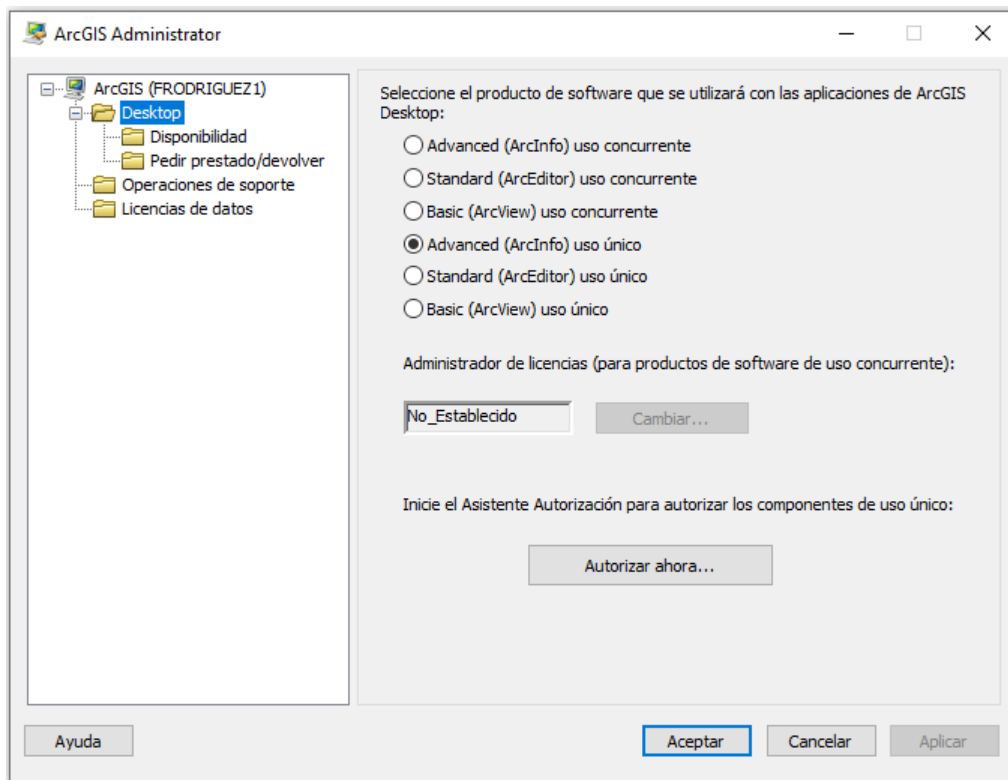 ArcGIS Administrator
ArcGIS (FRODRIGUEZ1)
Desktop
Disponibilidad
Pedir prestado/devolver
Operaciones de soporte
Licencias de datos
Seleccione el producto de software que se utilizará con las aplicaciones de ArcGIS
Desktop:
Advanced (ArcInfo) uso concurrente
Standard (ArcEditor) uso concurrente
Basic (ArcView) uso concurrente
Advanced (ArcInfo) uso único
Standard (ArcEditor) uso único
Basic (ArcView) uso único
Administrador de licencias (para productos de software de uso concurrente):
No_Establecido
Cambiar...
Inicie el Asistente Autorización para autorizar los componentes de uso único:
Autorizar ahora...
Ayuda
Aceptar
Cancelar
Aplicar